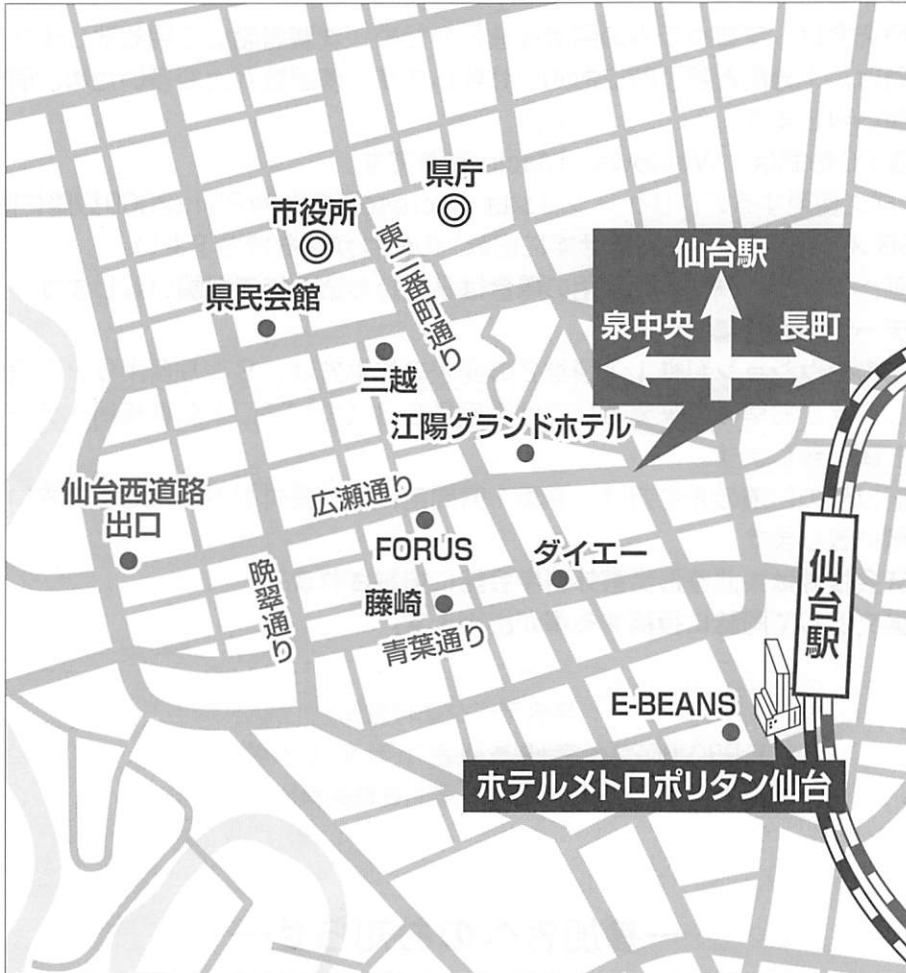 県庁
市役所
東二番町通り
仙台駅
泉中央
長町
県民会館
三越
江陽グランドホテル
仙台西道路
出口
広瀬通り
FORUS
ダイエー
晩翠通り
藤崎
青葉通り
仙台駅
E-BEANS
ホテルメトロポリタン仙台